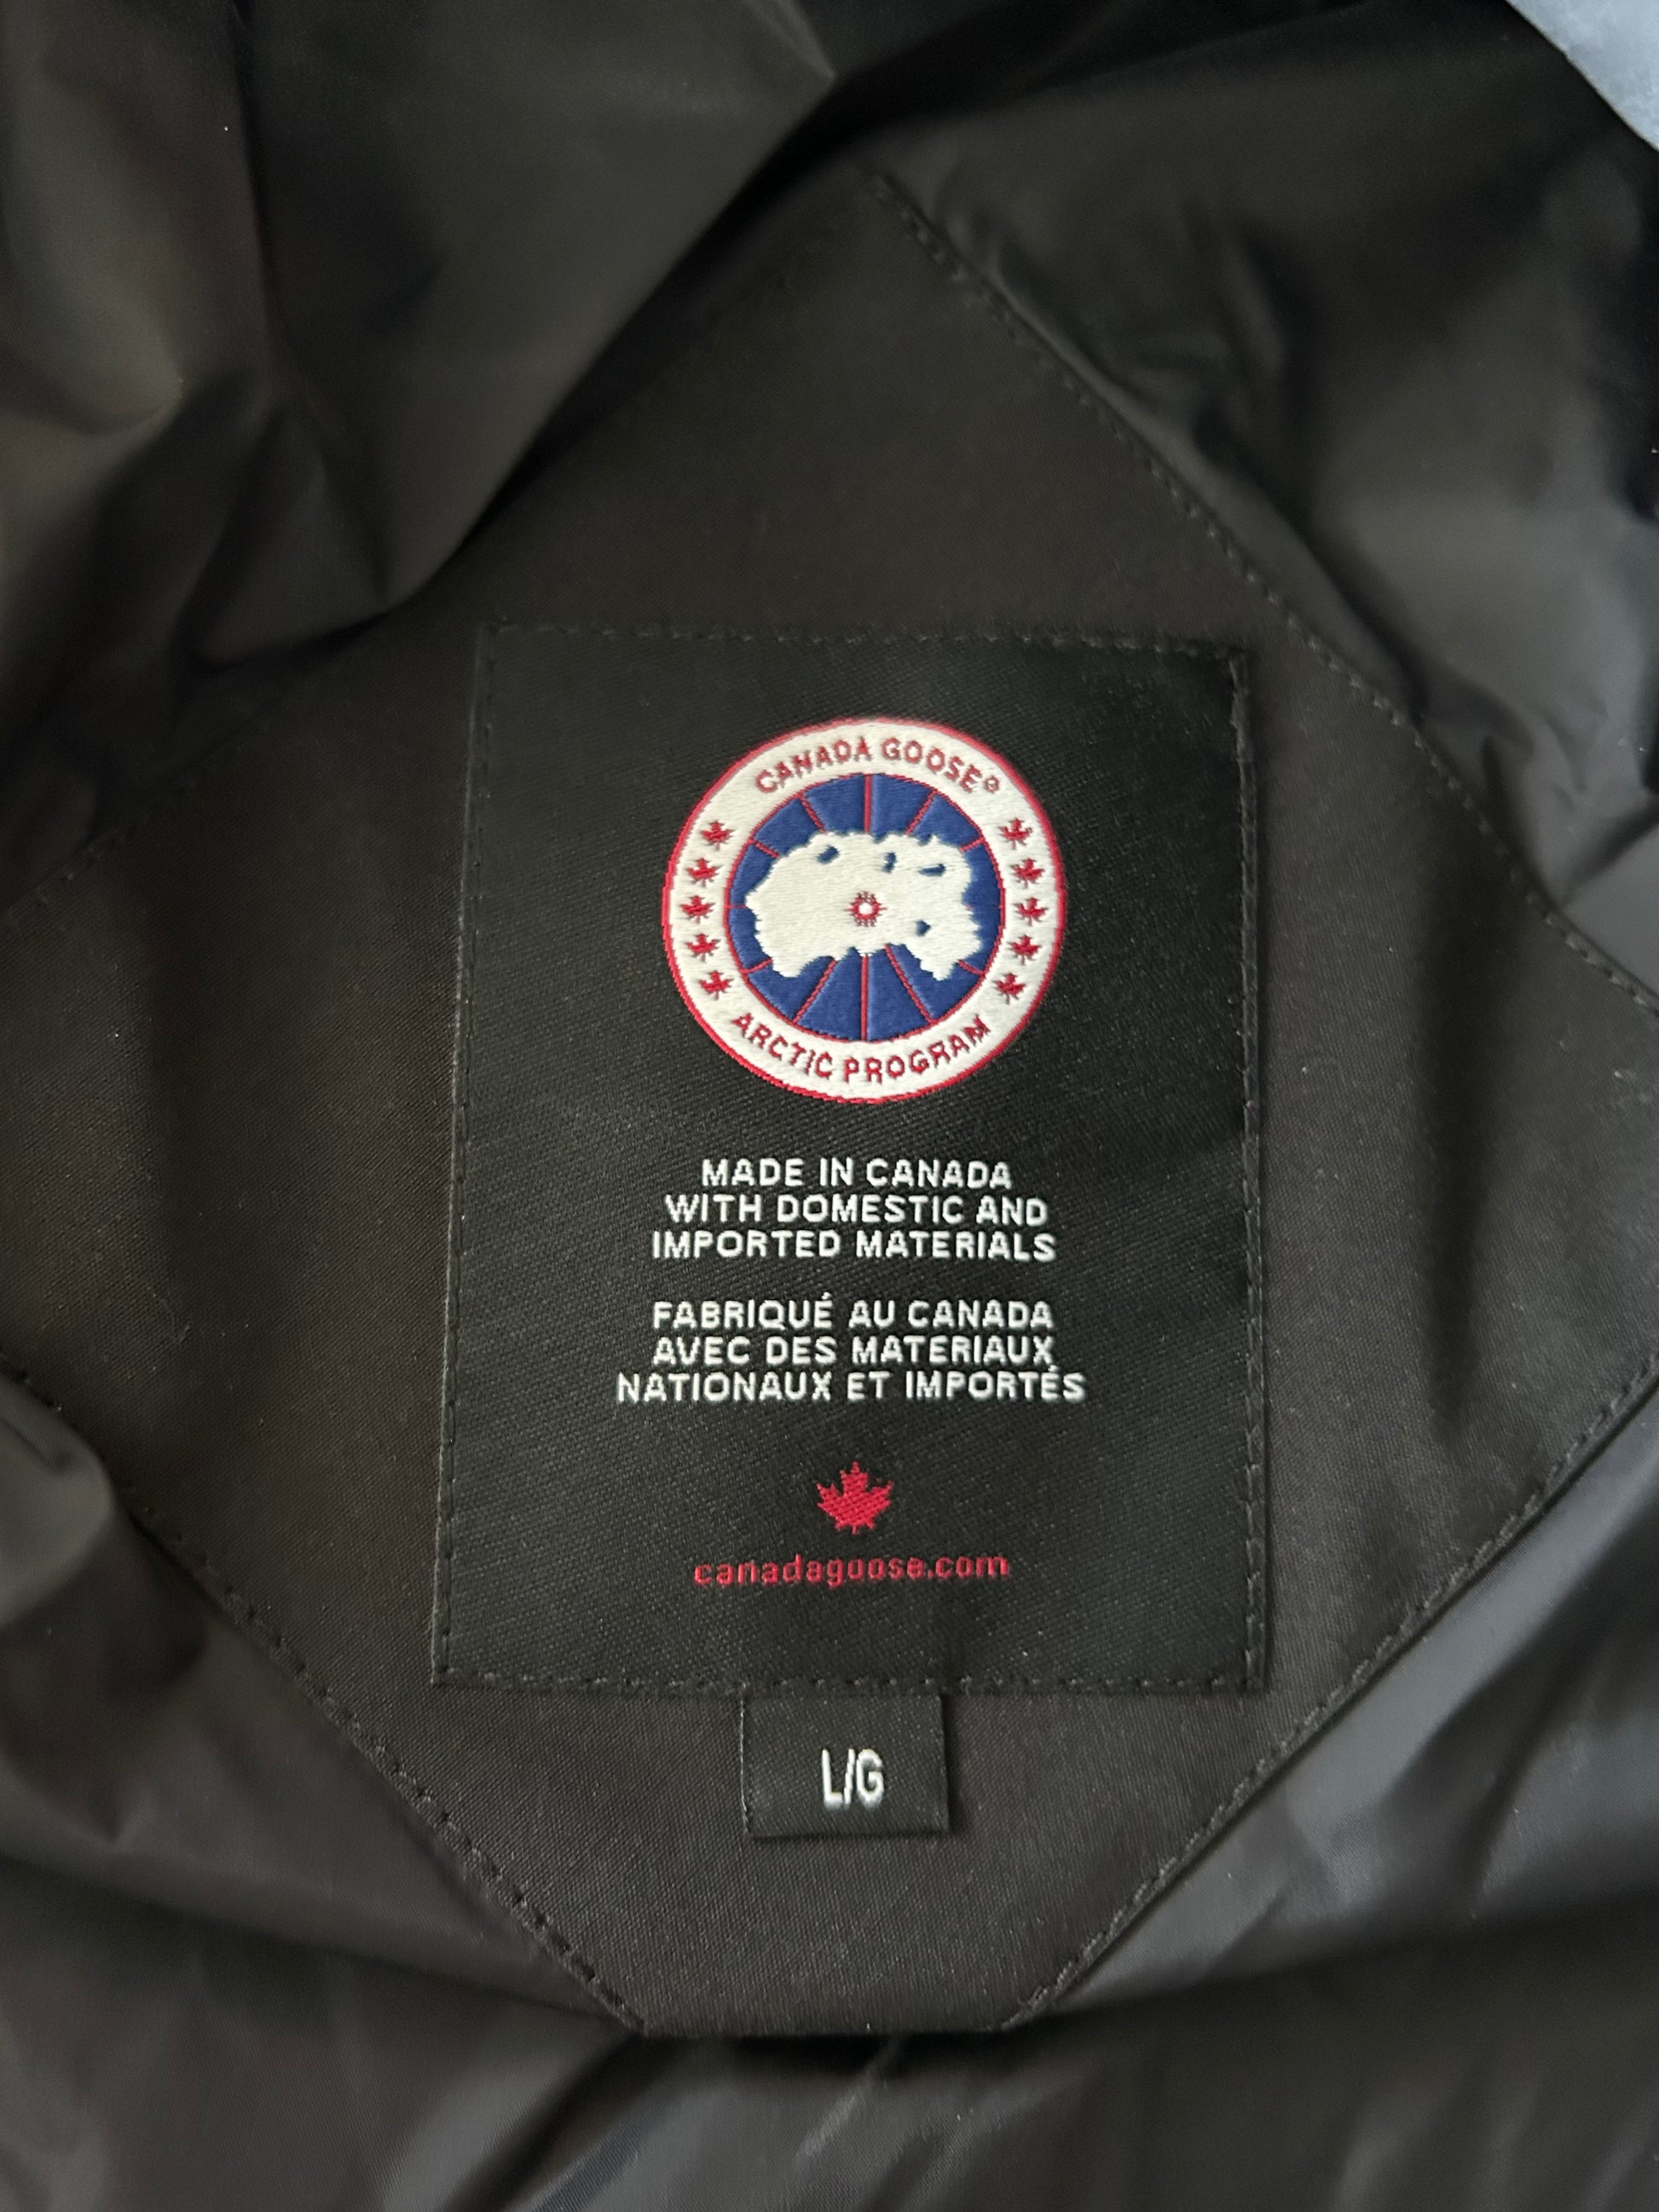 CANADA GOOSE®
ARCTIC PROGRAM
MADE IN CANADA
WITH DOMESTIC AND
IMPORTED MATERIALS
FABRIQUÉ AU CANADA
AVEC DES MATERIAUX
NATIONAUX ET IMPORTÉS
canadagoose.com
L/G